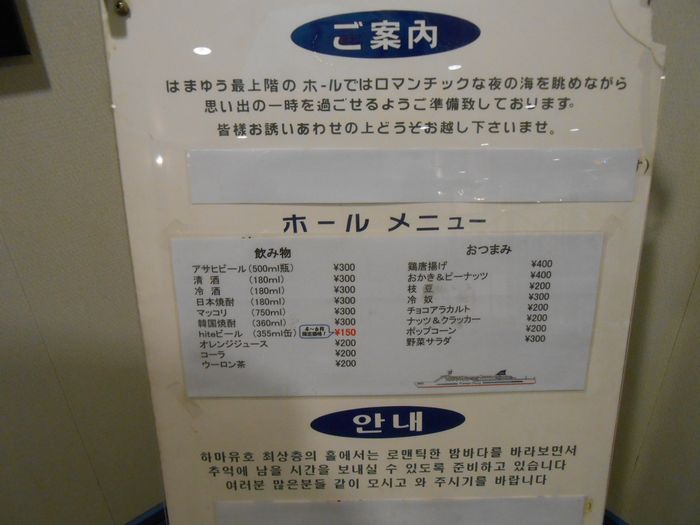 ご案内
はまゆう最上階の ホールではロマンチックな夜の海を眺めながら
思い出の一時を過ごせるようご準備致しております。
皆様お誘いあわせの上どうぞお越し下さいませ。
ホール メニュー
飲み物
アサヒビール(500ml瓶) ¥300
清 酒 (180ml) ¥300
冷 酒 (180ml) ¥300
日本焼酎 (180ml) ¥300
マッコリ (750ml) ¥300
韓国焼酎 (360ml) ¥300
hiteビール (355ml缶) ¥150
オレンジジュース ¥200
コーラ ¥200
ウーロン茶 ¥200
おつまみ
鶏唐揚げ ¥400
おかき&ピーナッツ ¥400
枝 豆 ¥200
冷 奴 ¥300
チョコアラカルト ¥200
ナッツ&クラッカー ¥200
ポップコーン ¥200
野菜サラダ ¥300
안내
하마유호 최상층의 홀에서는 로맨틱한 밤바다를 바라보면서
추억에 남을 시간을 보내실 수 있도록 준비하고 있습니다
여러분 많은분들 같이 모시고 와 주시기를 바랍니다